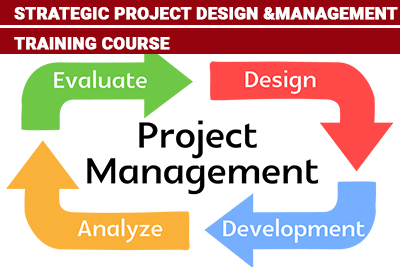 STRATEGIC PROJECT DESIGN &MANAGEMENT
TRAINING COURSE
Evaluate
Design
Project
Management
Analyze
Development